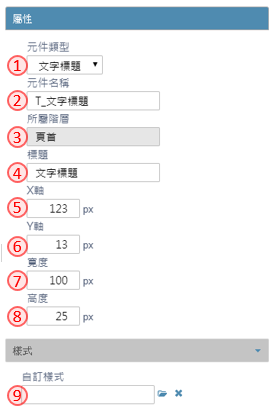 屬性
元件類型
① 文字標題
元件名稱
② T_文字標題
所屬階層
③ 頁首
標題
④ 文字標題
X軸
⑤ 123 px
Y軸
⑥ 13 px
寬度
⑦ 100 px
高度
⑧ 25 px
樣式
自訂樣式
⑨